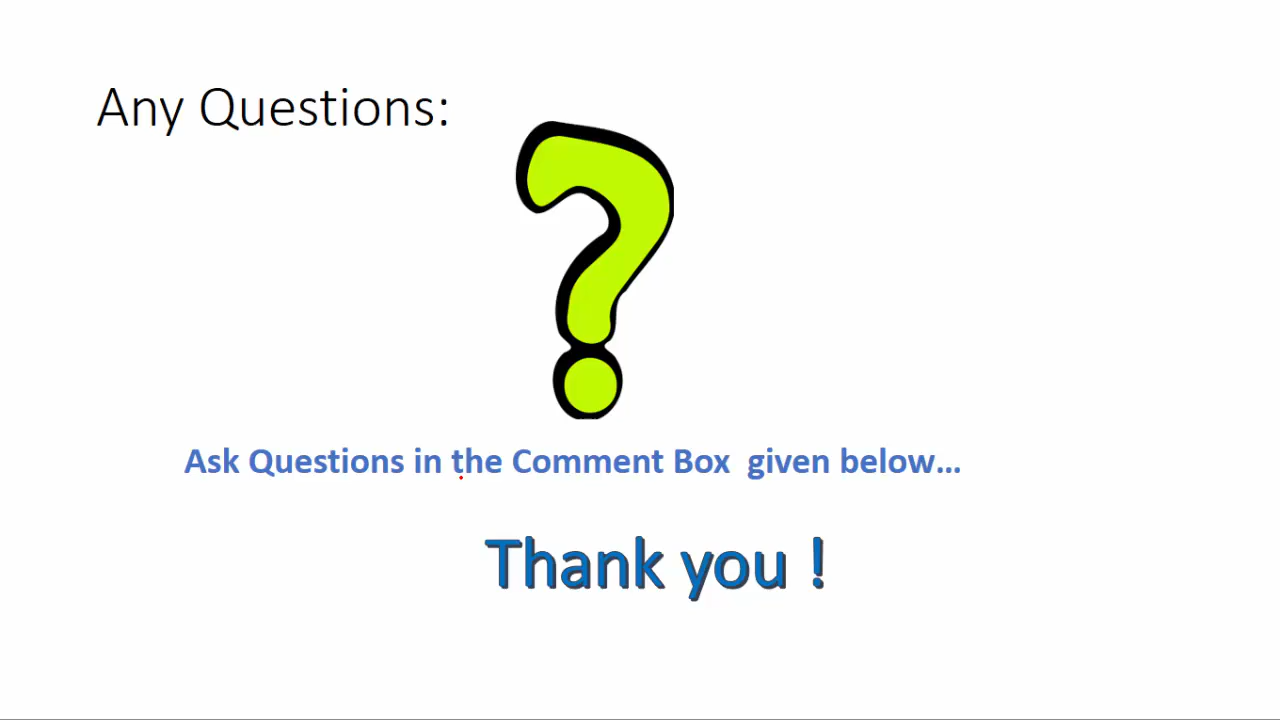 Any Questions:
Ask Questions in the Comment Box  given below...
Thank you !